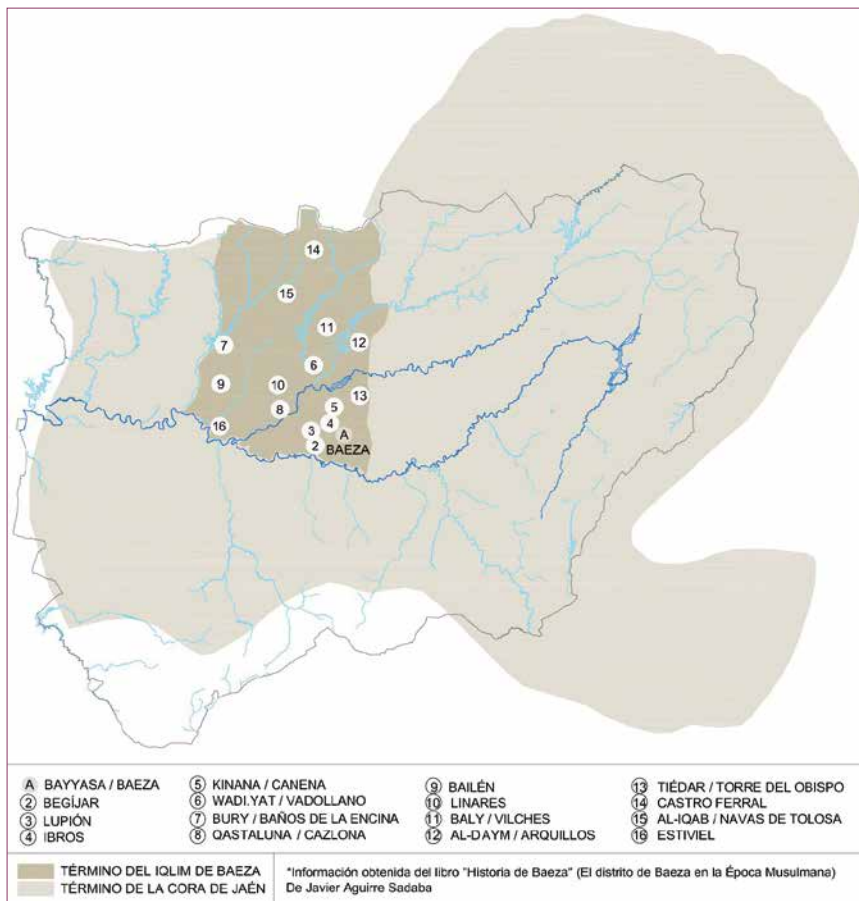 14
15
11
7
12
6
9
10
13
8
5
16
4
3
A
2
BAEZA
A BAYYASA / BAEZA
2 BEGÍJAR
3 LUPIÓN
4 IBROS
5 KINANA / CANENA
6 WADI.YAT / VADOLLANO
7 BURY / BAÑOS DE LA ENCINA
8 QASTALUNA / CAZLONA
9 BAILÉN
10 LINARES
11 BALY / VILCHES
12 AL-DAYM / ARQUILLOS
13 TIÉDAR / TORRE DEL OBISPO
14 CASTRO FERRAL
15 AL-IQAB / NAVAS DE TOLOSA
16 ESTIVIEL
TÉRMINO DEL IQLIM DE BAEZA
TÉRMINO DE LA CORA DE JAÉN
*Información obtenida del libro "Historia de Baeza" (El distrito de Baeza en la Época Musulmana)
De Javier Aguirre Sadaba